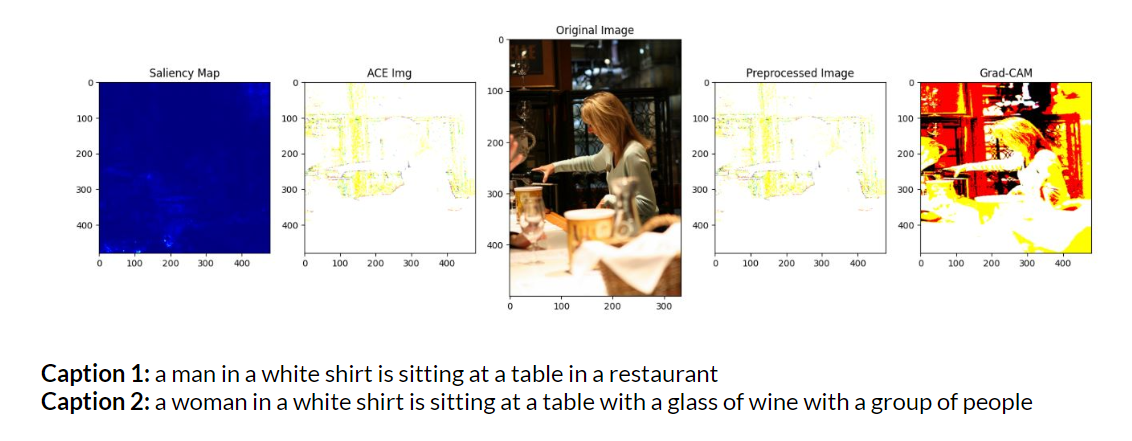 Original Image
Saliency Map
ACE Img
Preprocessed Image
Grad-CAM
0
100
200
300
400
0 100 200 300 400
0
100
200
300
400
0 100 200 300 400
0
100
200
300
400
0 100 200 300
0
100
200
300
400
0 100 200 300 400
0
100
200
300
400
0 100 200 300 400
Caption 1: a man in a white shirt is sitting at a table in a restaurant
Caption 2: a woman in a white shirt is sitting at a table with a glass of wine with a group of people